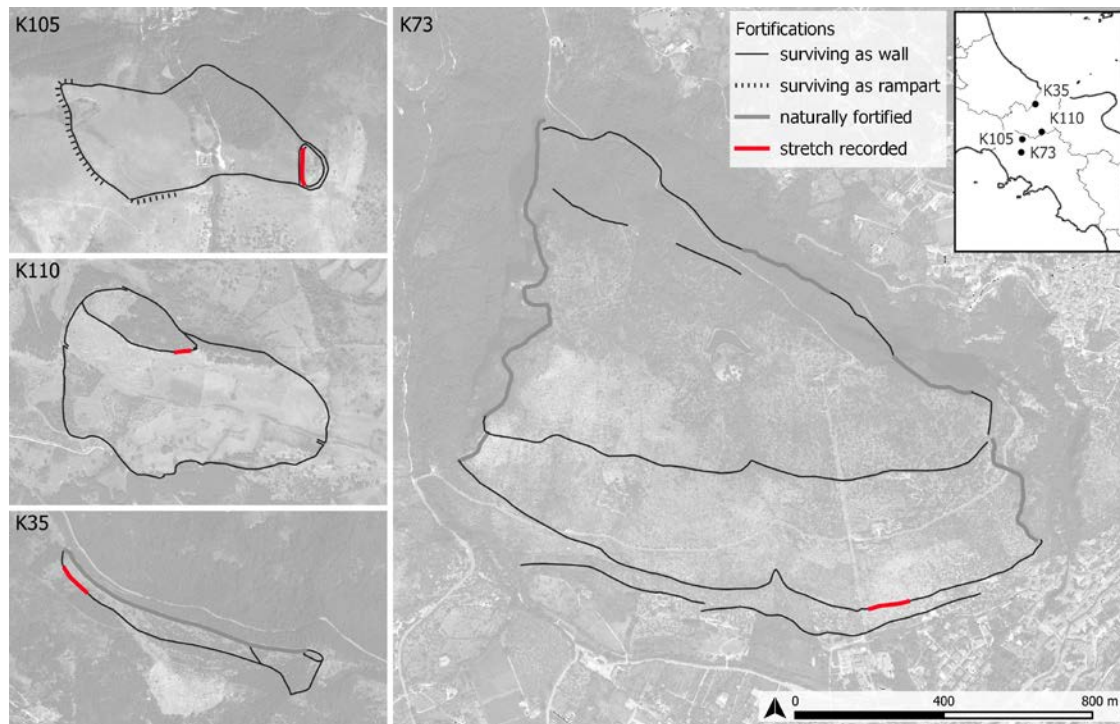 K105
K73
Fortifications
surviving as wall
surviving as rampart
naturally fortified
stretch recorded
K35
K110
K105
K73
K110
K35
0 400 800 m